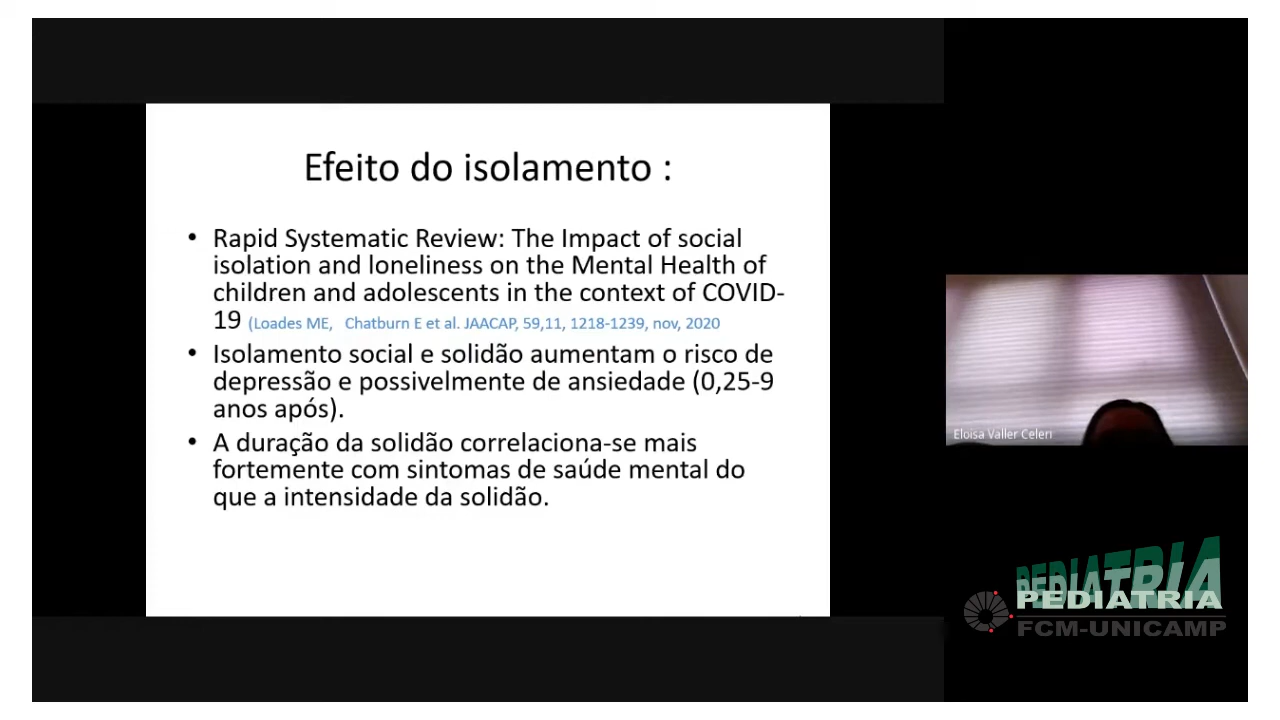 Efeito do isolamento :
• Rapid Systematic Review: The Impact of social
isolation and loneliness on the Mental Health of
children and adolescents in the context of COVID-
19 (Loades ME, Chatburn E et al. JAACAP, 59,11, 1218-1239, nov, 2020
• Isolamento social e solidão aumentam o risco de
depressão e possivelmente de ansiedade (0,25-9
anos após).
• A duração da solidão correlaciona-se mais
fortemente com sintomas de saúde mental do
que a intensidade da solidão.
Eloisa Valler Celeri
PEDIATRIA
PEDIATRIA
FCM-UNICAMP